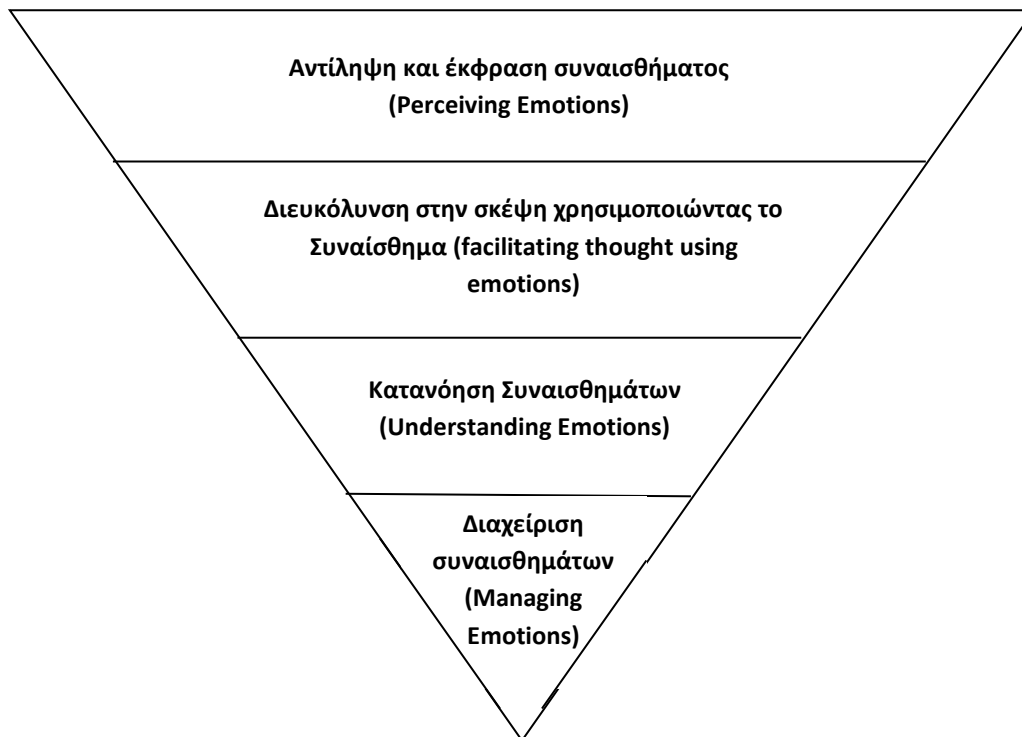 Αντίληψη και έκφραση συναισθήματος
(Perceiving Emotions)
Διευκόλυνση στην σκέψη χρησιμοποιώντας το
Συναίσθημα (facilitating thought using
emotions)
Κατανόηση Συναισθημάτων
(Understanding Emotions)
Διαχείριση
συναισθημάτων
(Managing
Emotions)